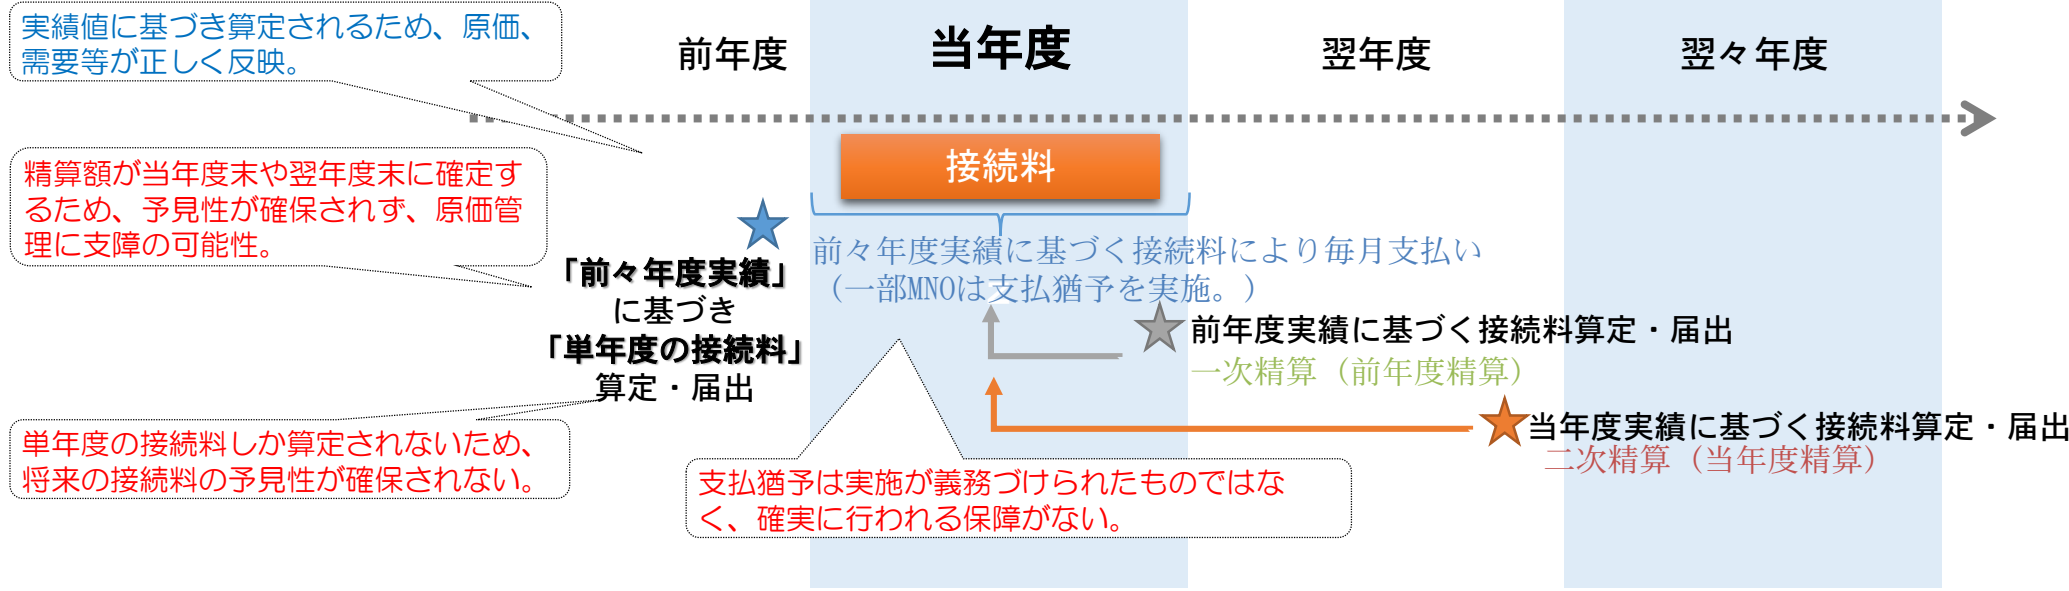 実績値に基づき算定されるため、原価、
需要等が正しく反映。
前年度
当年度
翌年度
翌々年度
接続料
精算額が当年度末や翌年度末に確定す
るため、予見性が確保されず、原価管
理に支障の可能性。
「前々年度実績」
に基づき
「単年度の接続料」
算定・届出
前々年度実績に基づく接続料により毎月支払い
（一部MNOは支払猶予を実施。）
前年度実績に基づく接続料算定・届出
一次精算（前年度精算）
当年度実績に基づく接続料算定・届出
二次精算（当年度精算）
単年度の接続料しか算定されないため、
将来の接続料の予見性が確保されない。
支払猶予は実施が義務づけられたものではな
く、確実に行われる保障がない。